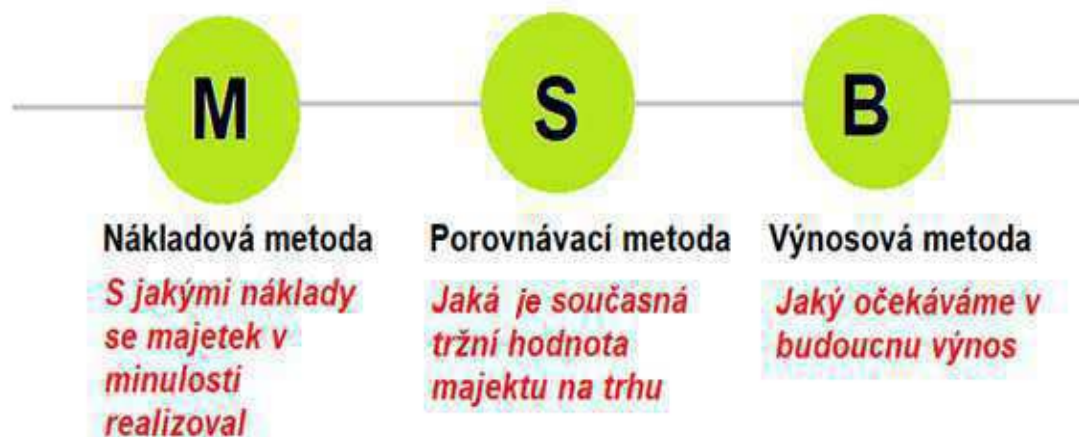 M
S
B
Nákladová metoda
S jakými náklady
se majetek v
minulosti
realizoval
Porovnávací metoda
Jaká je současná
tržní hodnota
majektu na trhu
Výnosová metoda
Jaký očekáváme v
budoucnu výnos